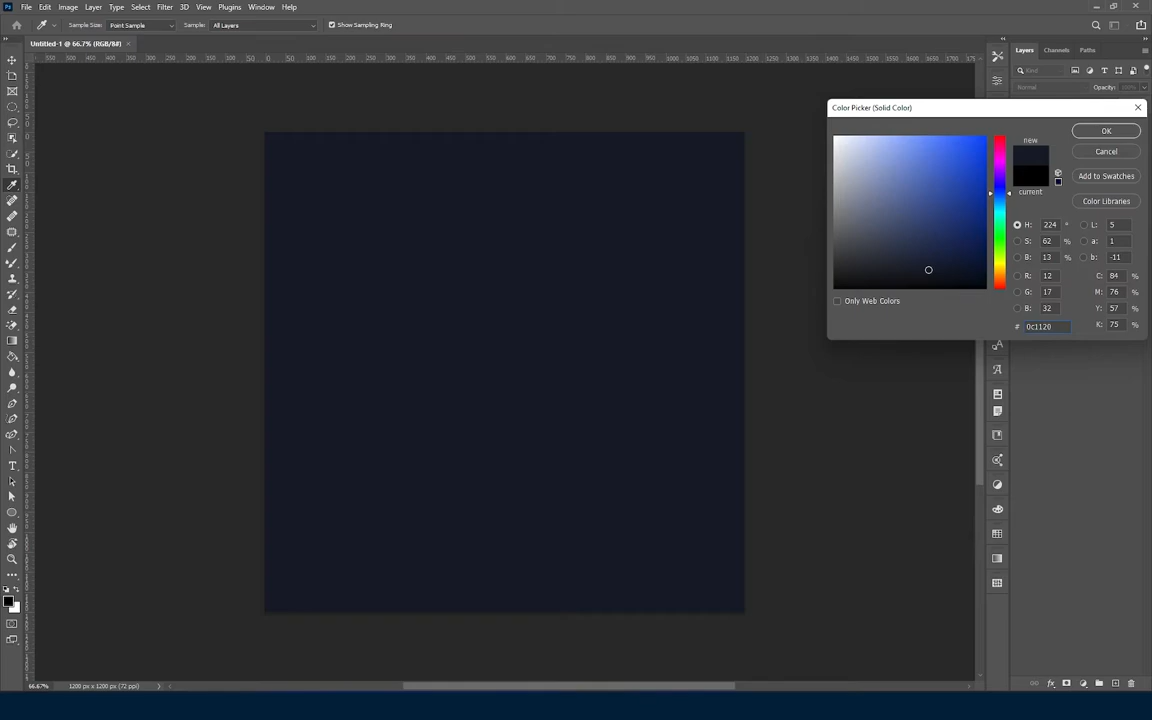 File Edit Image Layer Type Select Filter 3D View Plugins Window Help
Sample Size: Point Sample Sample: All Layers Show Sampling Ring
Untitled-1 @ 66.7% (RGB/8#)
Layers Channels Paths
Kind
Normal Opacity: 100%
Color Picker (Solid Color)
new
current
OK
Cancel
Add to Swatches
Color Libraries
H: 224 °
S: 62 %
B: 13 %
R: 12
G: 17
B: 32
# 0c1120
L: 5
a: 1
b: -11
C: 84 %
M: 76 %
Y: 57 %
K: 75 %
Only Web Colors
66.67% 1200 px x 1200 px (72 ppi)